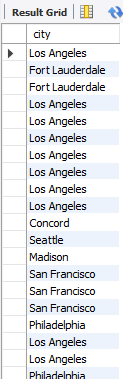 Result Grid
city
Los Angeles
Fort Lauderdale
Fort Lauderdale
Los Angeles
Los Angeles
Los Angeles
Los Angeles
Los Angeles
Los Angeles
Los Angeles
Concord
Seattle
Madison
San Francisco
San Francisco
San Francisco
Philadelphia
Los Angeles
Los Angeles
Philadelphia